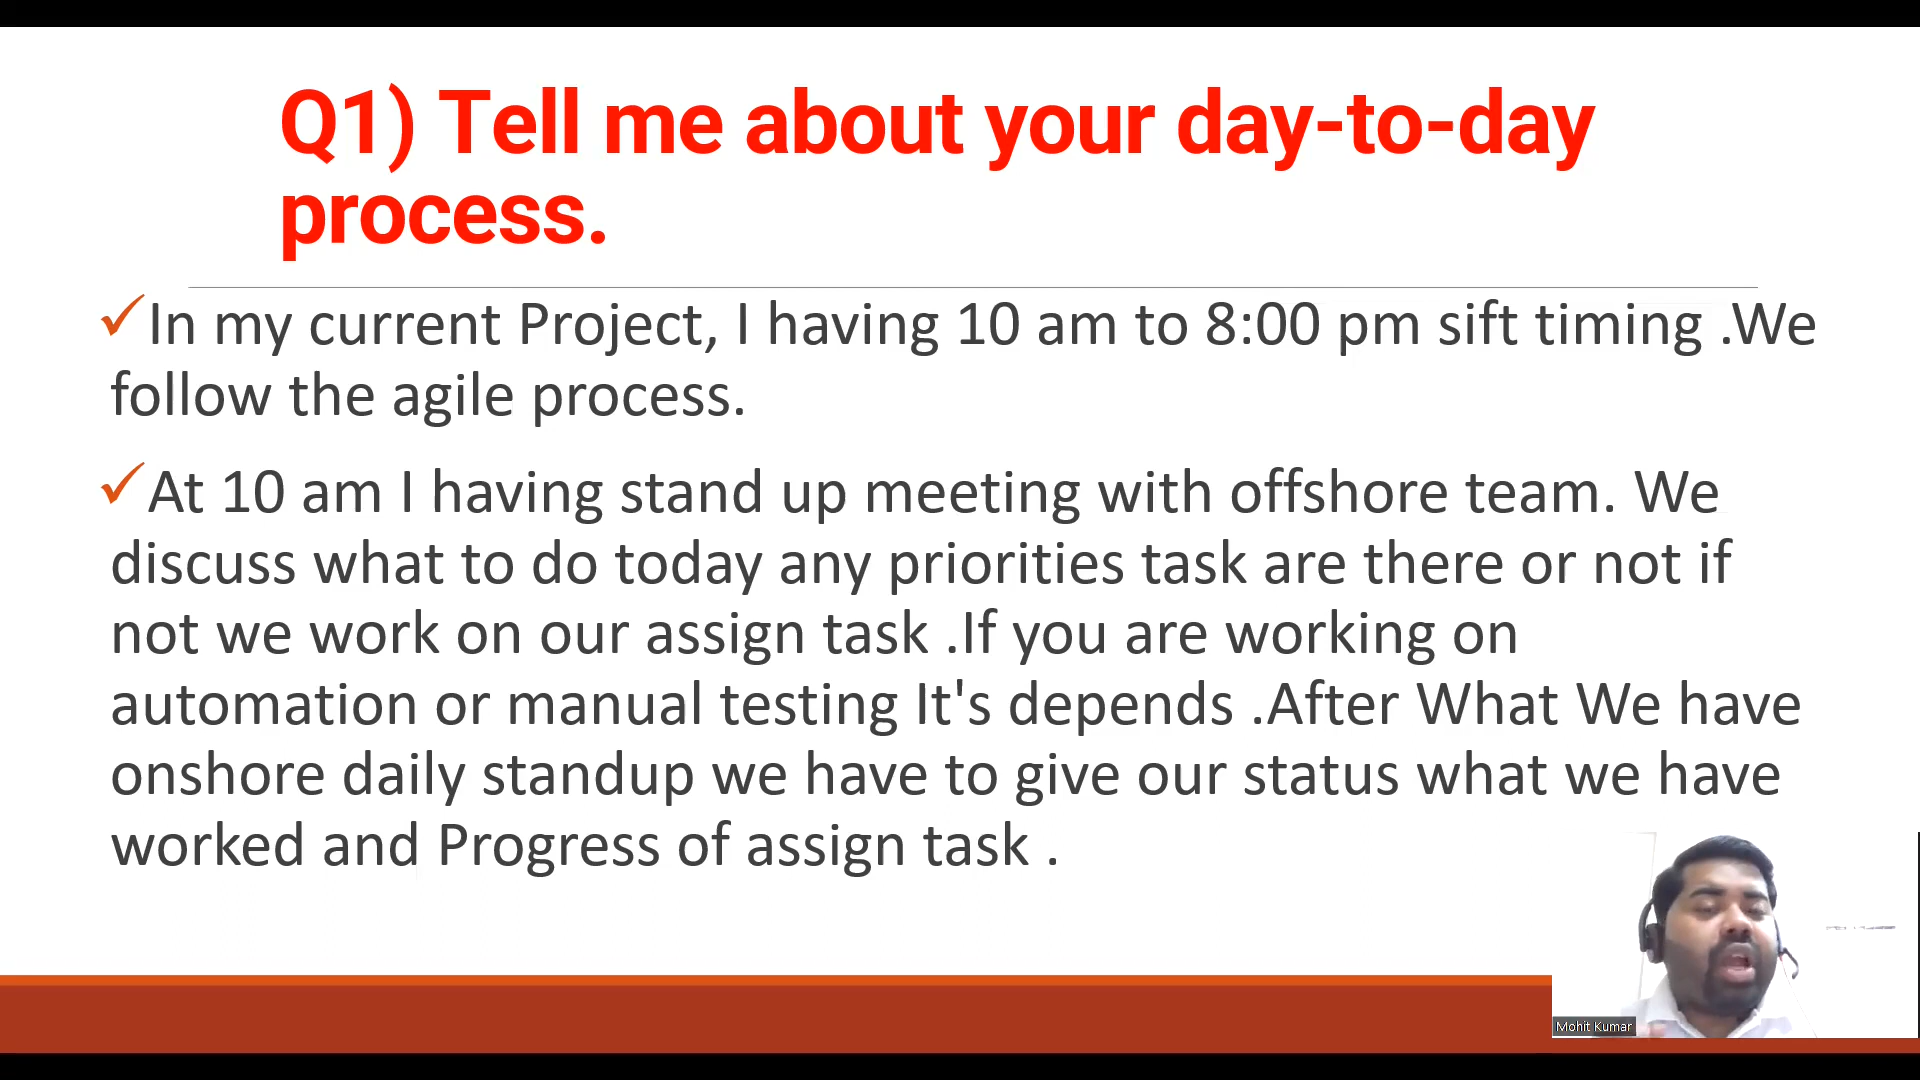 Q1) Tell me about your day-to-day
process.
✓In my current Project, I having 10 am to 8:00 pm sift timing .We
follow the agile process.
✓At 10 am I having stand up meeting with offshore team. We
discuss what to do today any priorities task are there or not if
not we work on our assign task .If you are working on
automation or manual testing It's depends .After What We have
onshore daily standup we have to give our status what we have
worked and Progress of assign task .
Mohit Kumar